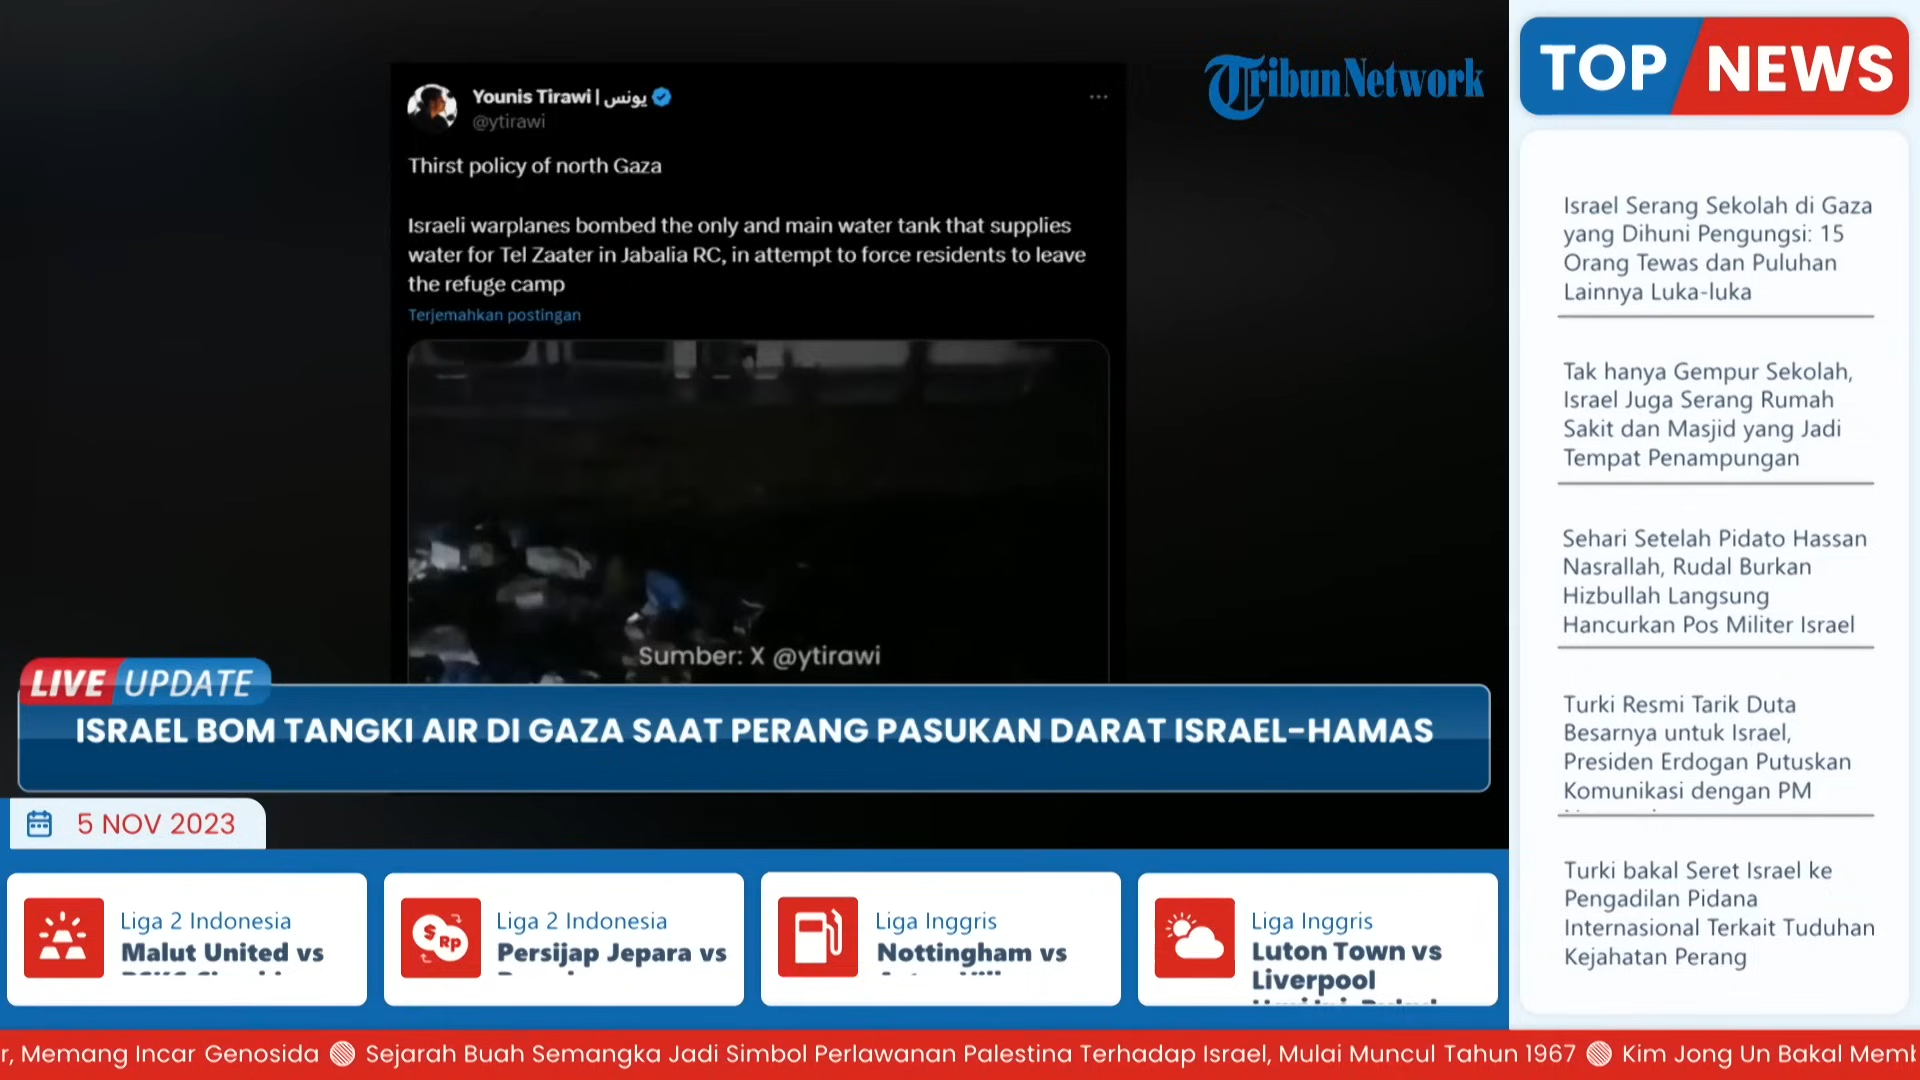 Younis Tirawi | يونس
@ytirawi
Thirst policy of north Gaza
Israeli warplanes bombed the only and main water tank that supplies
water for Tel Zaater in Jabalia RC, in attempt to force residents to leave
the refuge camp
Terjemahkan postingan
Sumber: X @ytirawi
TribunNetwork
LIVE UPDATE
ISRAEL BOM TANGKI AIR DI GAZA SAAT PERANG PASUKAN DARAT ISRAEL-HAMAS
5 NOV 2023
TOP NEWS
Israel Serang Sekolah di Gaza
yang Dihuni Pengungsi: 15
Orang Tewas dan Puluhan
Lainnya Luka-luka
Tak hanya Gempur Sekolah,
Israel Juga Serang Rumah
Sakit dan Masjid yang Jadi
Tempat Penampungan
Sehari Setelah Pidato Hassan
Nasrallah, Rudal Burkan
Hizbullah Langsung
Hancurkan Pos Militer Israel
Turki Resmi Tarik Duta
Besarnya untuk Israel,
Presiden Erdogan Putuskan
Komunikasi dengan PM
Turki bakal Seret Israel ke
Pengadilan Pidana
Internasional Terkait Tuduhan
Kejahatan Perang
Liga 2 Indonesia
Malut United vs
Liga 2 Indonesia
$ Rp
Persijap Jepara vs
Liga Inggris
Nottingham vs
Liga Inggris
Luton Town vs
Liverpool
r, Memang Incar Genosida
Sejarah Buah Semangka Jadi Simbol Perlawanan Palestina Terhadap Israel, Mulai Muncul Tahun 1967
Kim Jong Un Bakal Memb